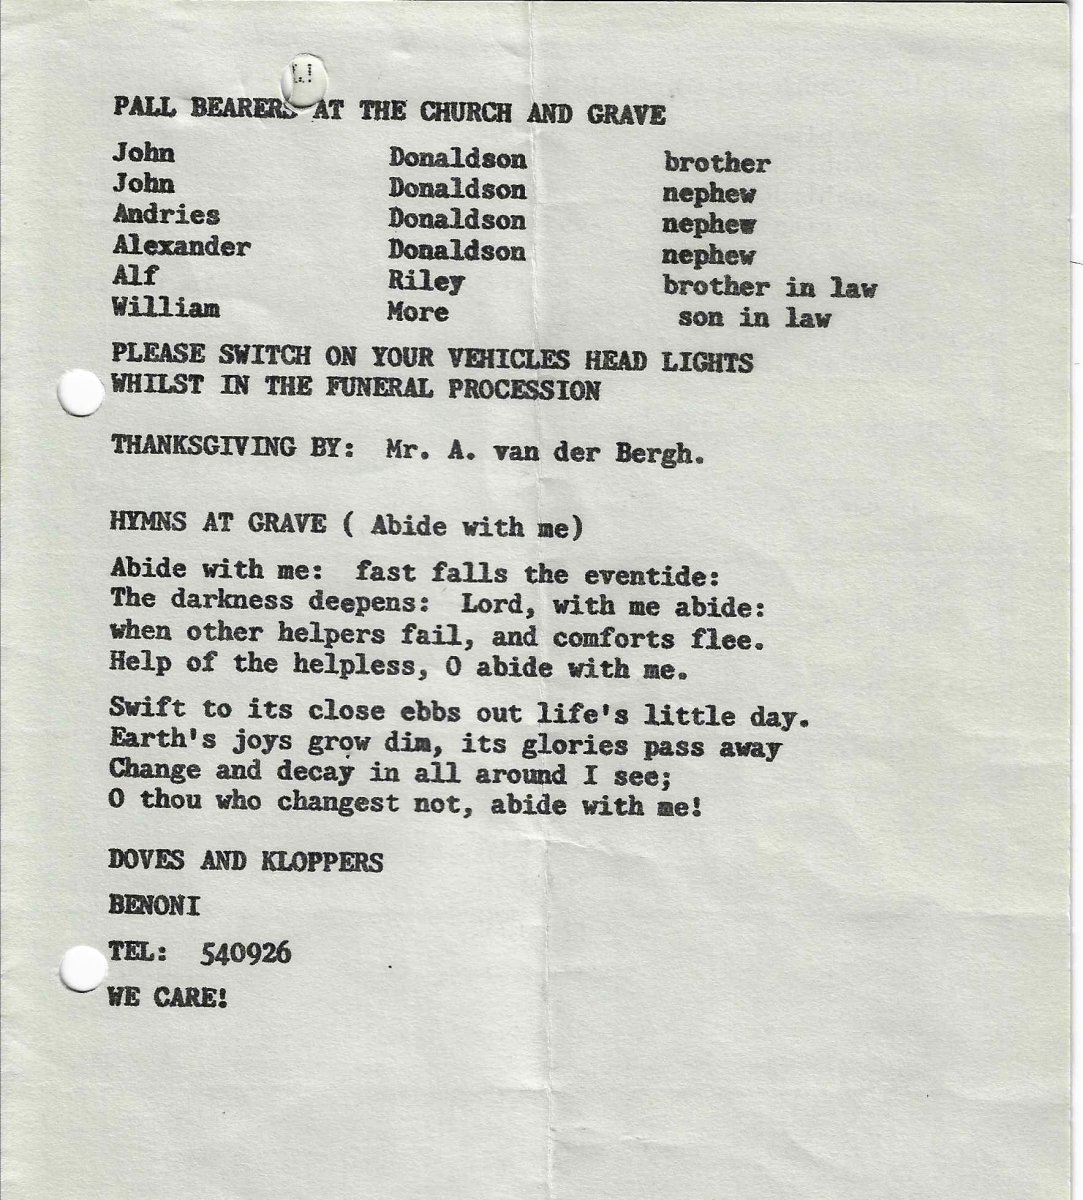 PALL BEARERS AT THE CHURCH AND GRAVE
John Donaldson brother
John Donaldson nephew
Andries Donaldson nephew
Alexander Donaldson nephew
Alf Riley brother in law
William More son in law
PLEASE SWITCH ON YOUR VEHICLES HEAD LIGHTS
WHILST IN THE FUNERAL PROCESSION
THANKSGIVING BY: Mr. A. van der Bergh.
HYMNS AT GRAVE ( Abide with me)
Abide with me: fast falls the eventide:
The darkness deepens: Lord, with me abide:
when other helpers fail, and comforts flee.
Help of the helpless, O abide with me.
Swift to its close ebbs out life's little day.
Earth's joys grow dim, its glories pass away
Change and decay in all around I see;
O thou who changest not, abide with me!
DOVES AND KLOPPERS
BENONI
TEL: 540926
WE CARE!